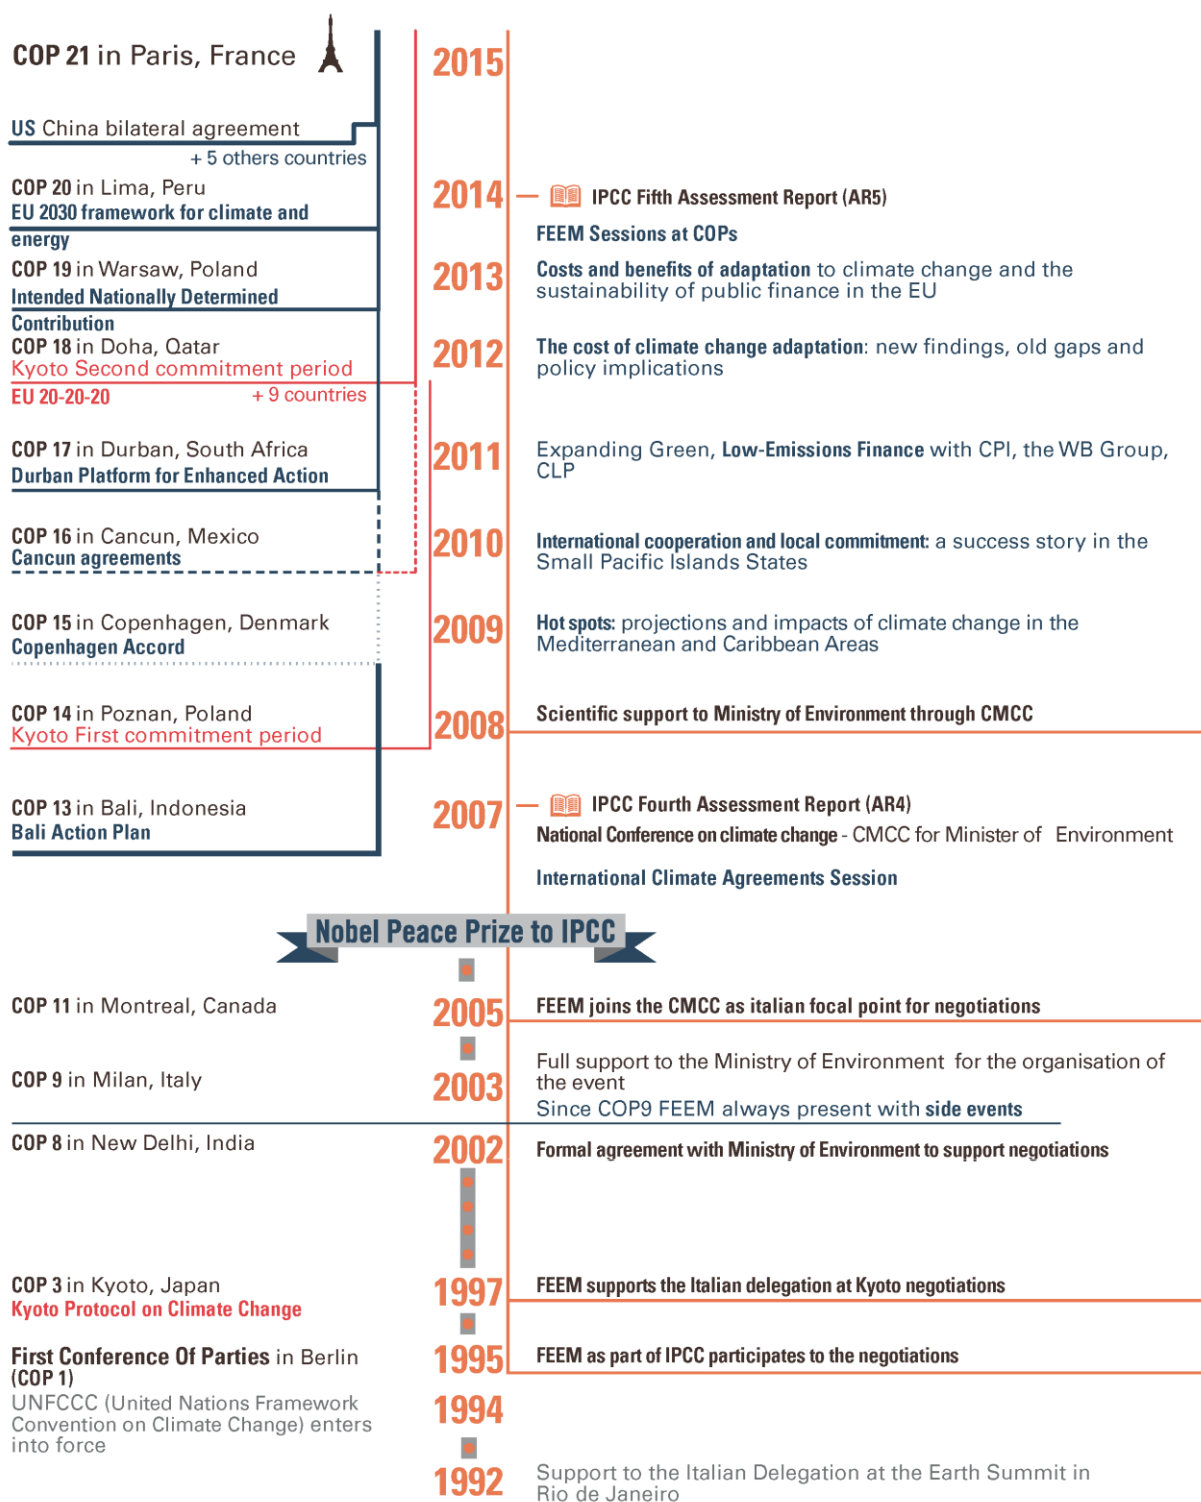 COP 21 in Paris, France
2015
US China bilateral agreement
+ 5 others countries
COP 20 in Lima, Peru
EU 2030 framework for climate and
energy
2014
IPCC Fifth Assessment Report (AR5)
FEEM Sessions at COPs
COP 19 in Warsaw, Poland
Intended Nationally Determined
Contribution
2013
Costs and benefits of adaptation to climate change and the
sustainability of public finance in the EU
COP 18 in Doha, Qatar
Kyoto Second commitment period
EU 20-20-20 + 9 countries
2012
The cost of climate change adaptation: new findings, old gaps and
policy implications
COP 17 in Durban, South Africa
Durban Platform for Enhanced Action
2011
Expanding Green, Low-Emissions Finance with CPI, the WB Group,
CLP
COP 16 in Cancun, Mexico
Cancun agreements
2010
International cooperation and local commitment: a success story in the
Small Pacific Islands States
COP 15 in Copenhagen, Denmark
Copenhagen Accord
2009
Hot spots: projections and impacts of climate change in the
Mediterranean and Caribbean Areas
COP 14 in Poznan, Poland
Kyoto First commitment period
2008
Scientific support to Ministry of Environment through CMCC
COP 13 in Bali, Indonesia
Bali Action Plan
2007
IPCC Fourth Assessment Report (AR4)
National Conference on climate change - CMCC for Minister of Environment
International Climate Agreements Session
Nobel Peace Prize to IPCC
COP 11 in Montreal, Canada
2005
FEEM joins the CMCC as italian focal point for negotiations
COP 9 in Milan, Italy
2003
Full support to the Ministry of Environment for the organisation of
the event
Since COP9 FEEM always present with side events
COP 8 in New Delhi, India
2002
Formal agreement with Ministry of Environment to support negotiations
COP 3 in Kyoto, Japan
Kyoto Protocol on Climate Change
1997
FEEM supports the Italian delegation at Kyoto negotiations
First Conference Of Parties in Berlin
(COP 1)
1995
FEEM as part of IPCC participates to the negotiations
UNFCCC (United Nations Framework
Convention on Climate Change) enters
into force
1994
1992
Support to the Italian Delegation at the Earth Summit in
Rio de Janeiro